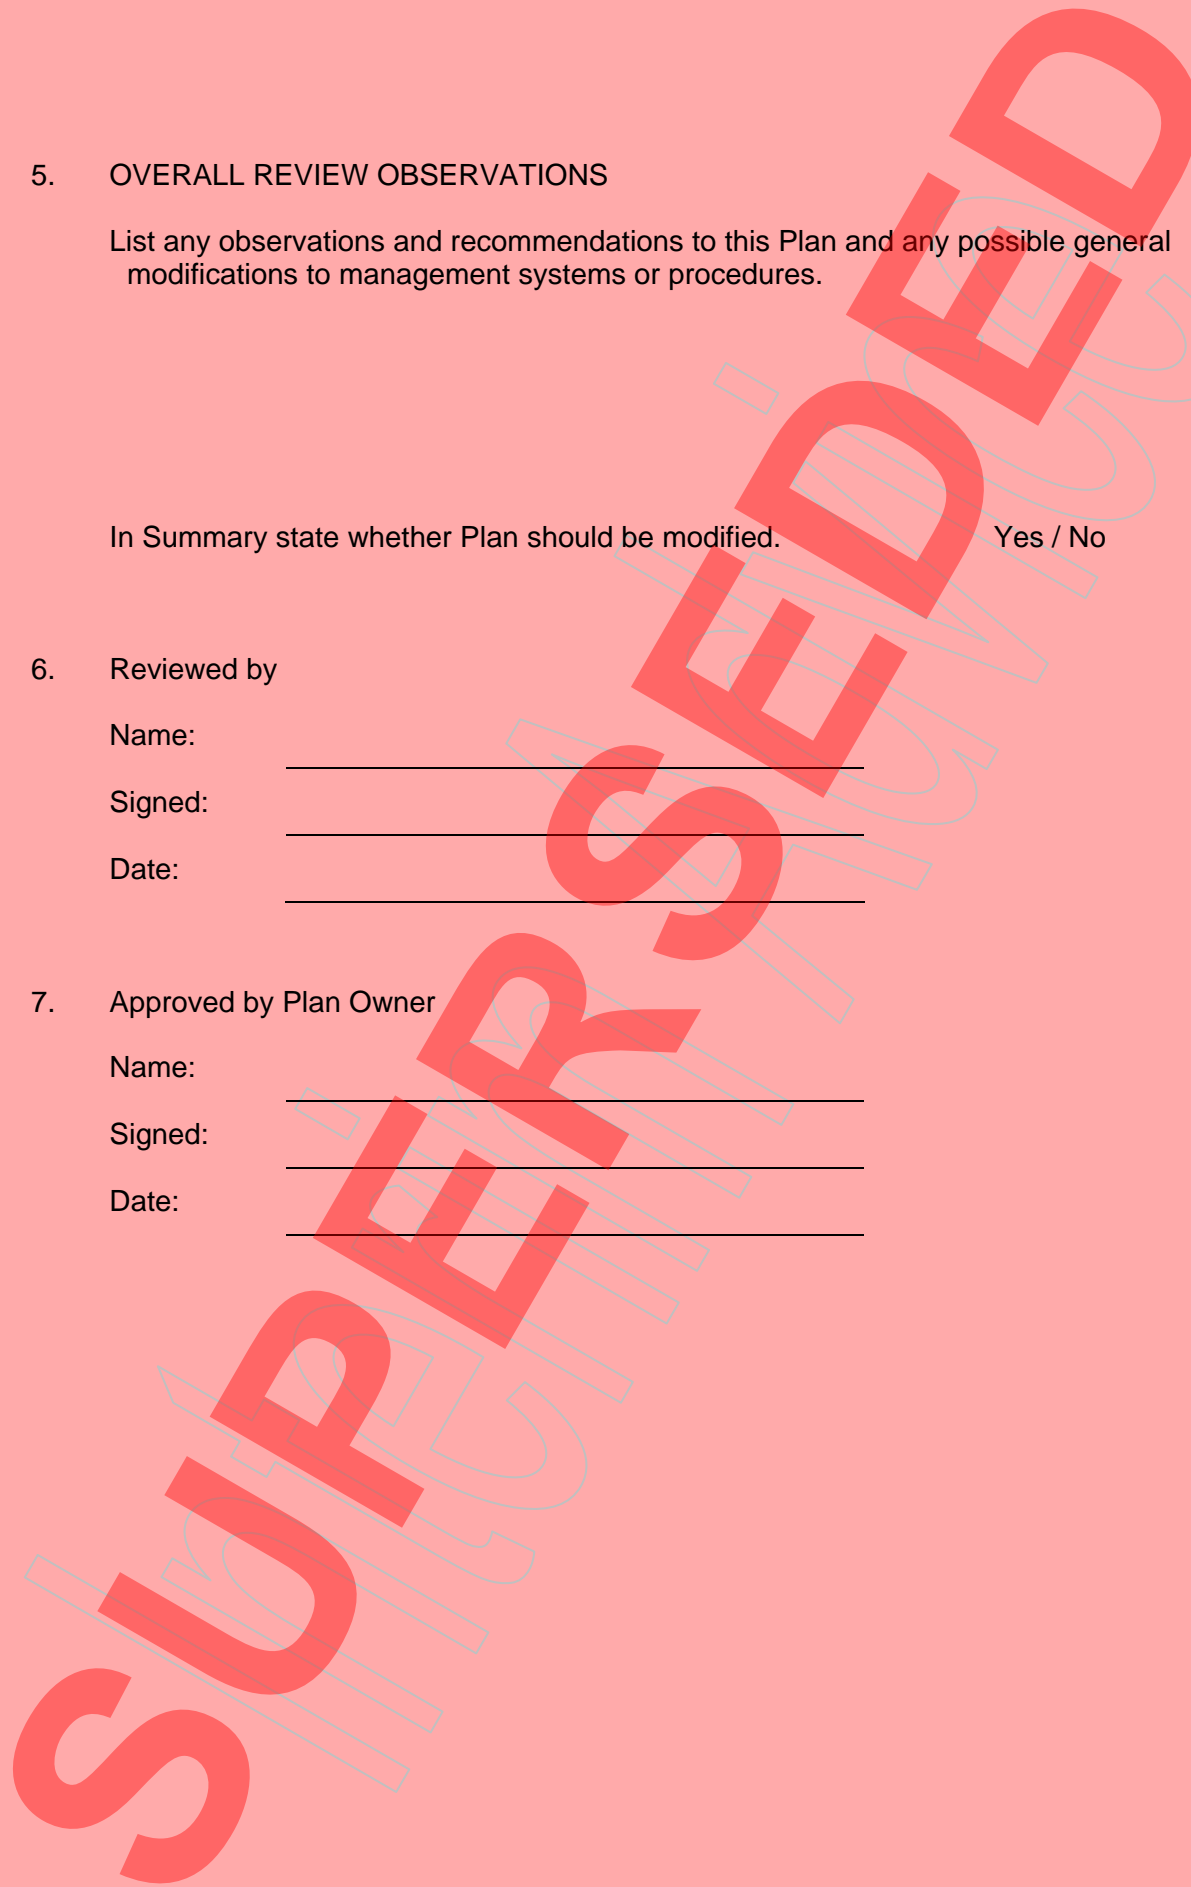 5. OVERALL REVIEW OBSERVATIONS
List any observations and recommendations to this Plan and any possible general
modifications to management systems or procedures.
In Summary state whether Plan should be modified. Yes / No
6. Reviewed by
Name:
Signed:
Date:
7. Approved by Plan Owner
Name:
Signed:
Date:
SUPERSEDED
Interim Advice